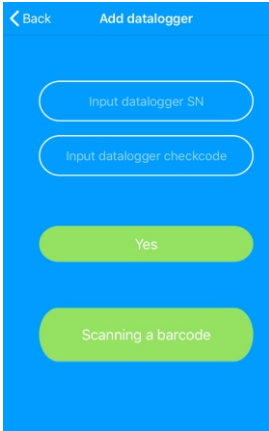 Back Add datalogger
Input datalogger SN
Input datalogger checkcode
Yes
Scanning a barcode